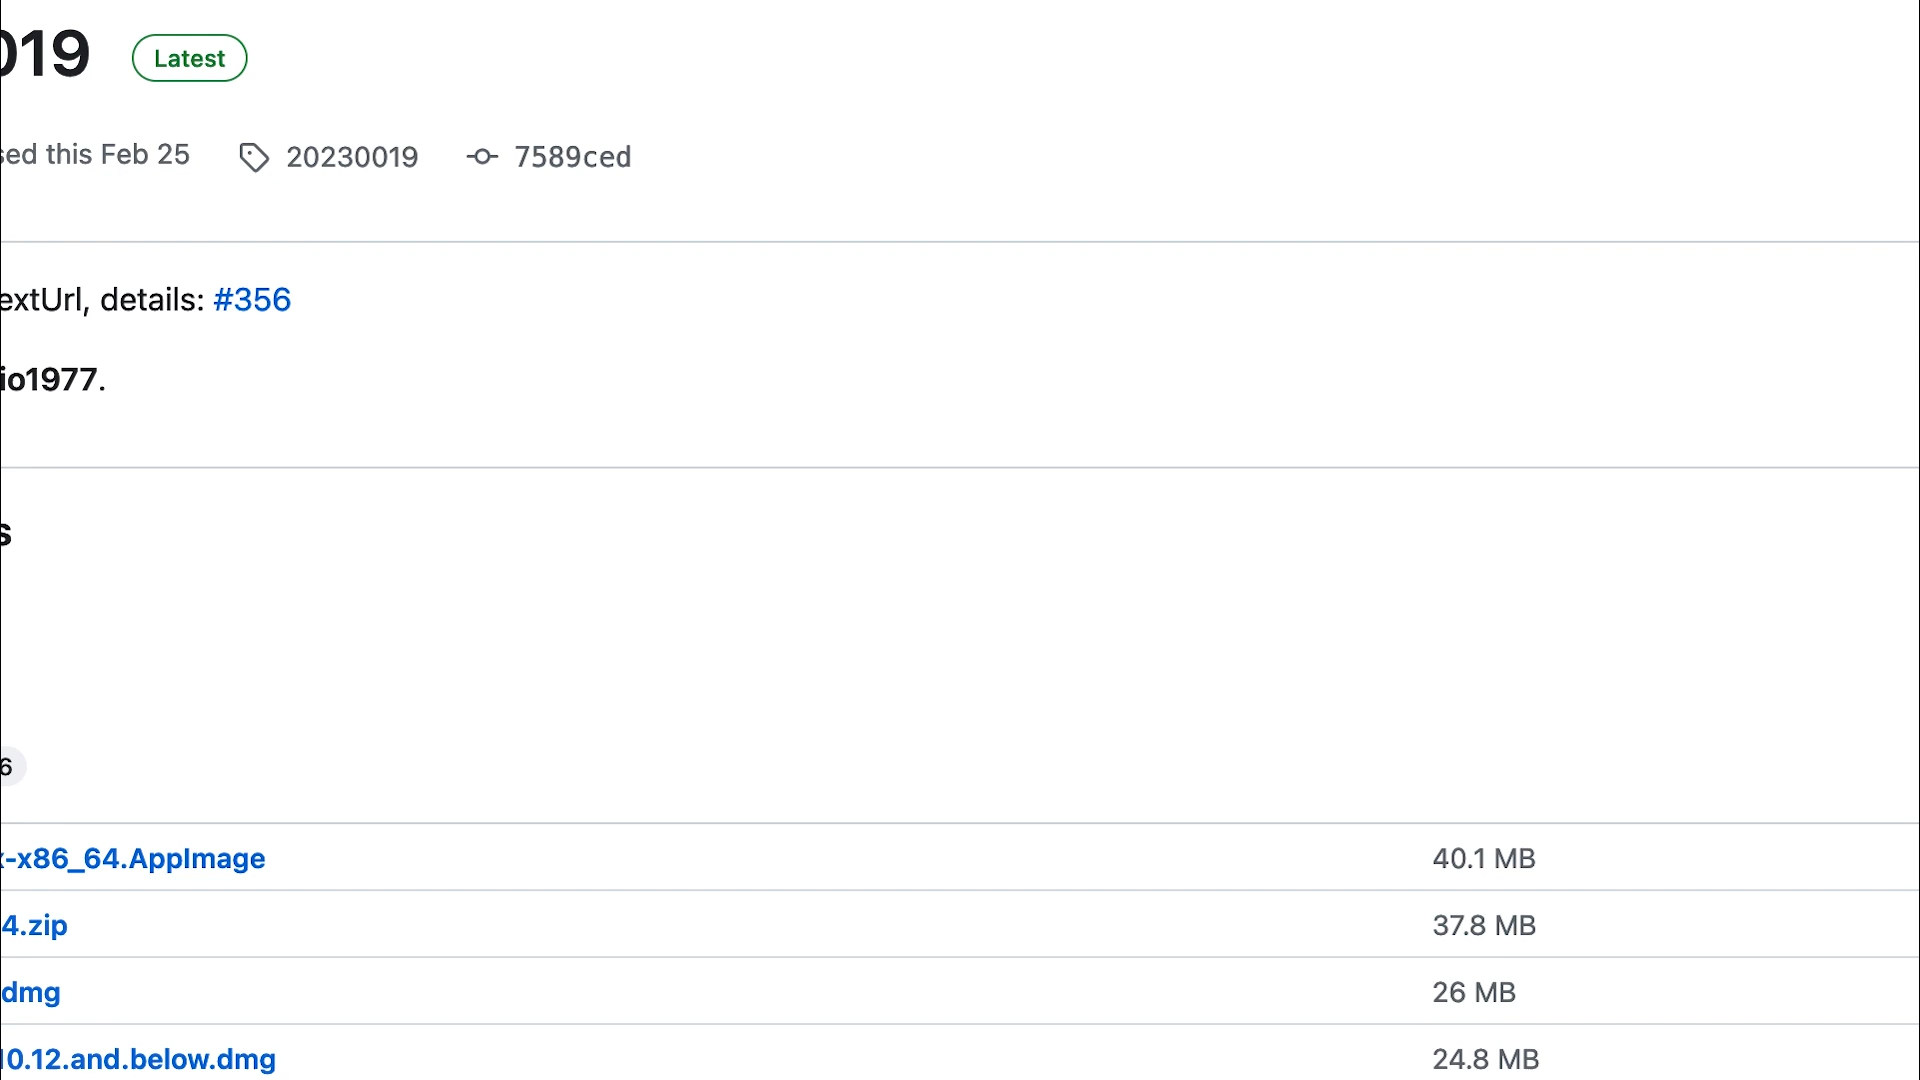 019 Latest
sed this Feb 25 20230019 7589ced
extUrl, details: #356
io1977.
s
6
-x86_64.AppImage 40.1 MB
4.zip 37.8 MB
dmg 26 MB
10.12.and.below.dmg 24.8 MB